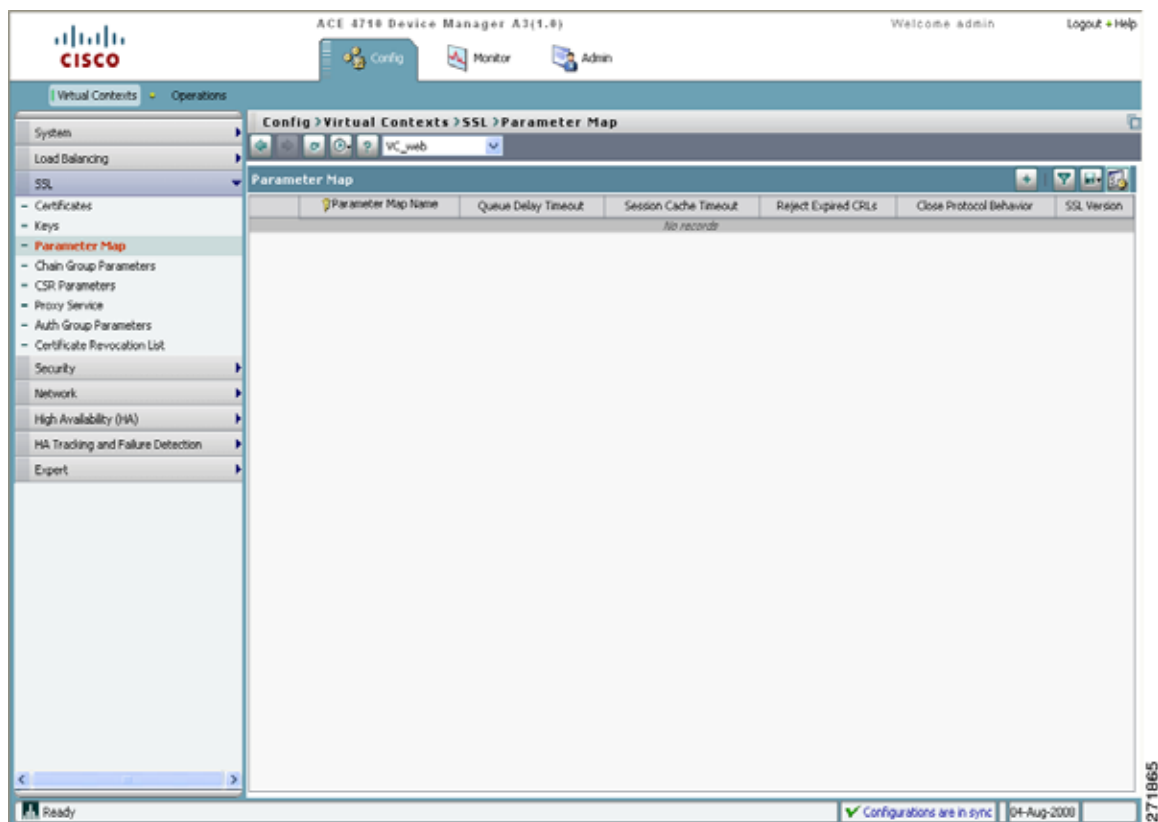 ACE 4710 Device Manager A3(1.0)
Welcome admin
Logout
Help
CISCO
Config
Monitor
Admin
Virtual Contexts
Operations
Config > Virtual Contexts > SSL > Parameter Map
VC_web
System
Load Balancing
SSL
Certificates
Keys
Parameter Map
Chain Group Parameters
CSR Parameters
Proxy Service
Auth Group Parameters
Certificate Revocation List
Security
Network
High Availability (HA)
HA Tracking and Failure Detection
Expert
Parameter Map
Parameter Map Name Queue Delay Timeout Session Cache Timeout Reject Expired CRLs Close Protocol Behavior SSL Version
No records
Ready
Configurations are in sync
04-Aug-2008
271865